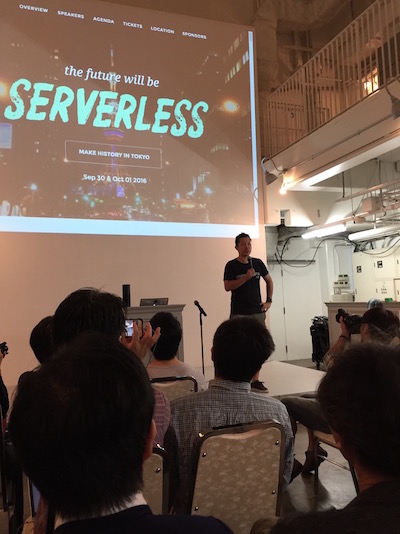 OVERVIEW SPEAKERS AGENDA TICKETS LOCATION SPONSORS
the future will be
SERVERLESS
MAKE HISTORY IN TOKYO
Sep 30 & Oct 01 2016